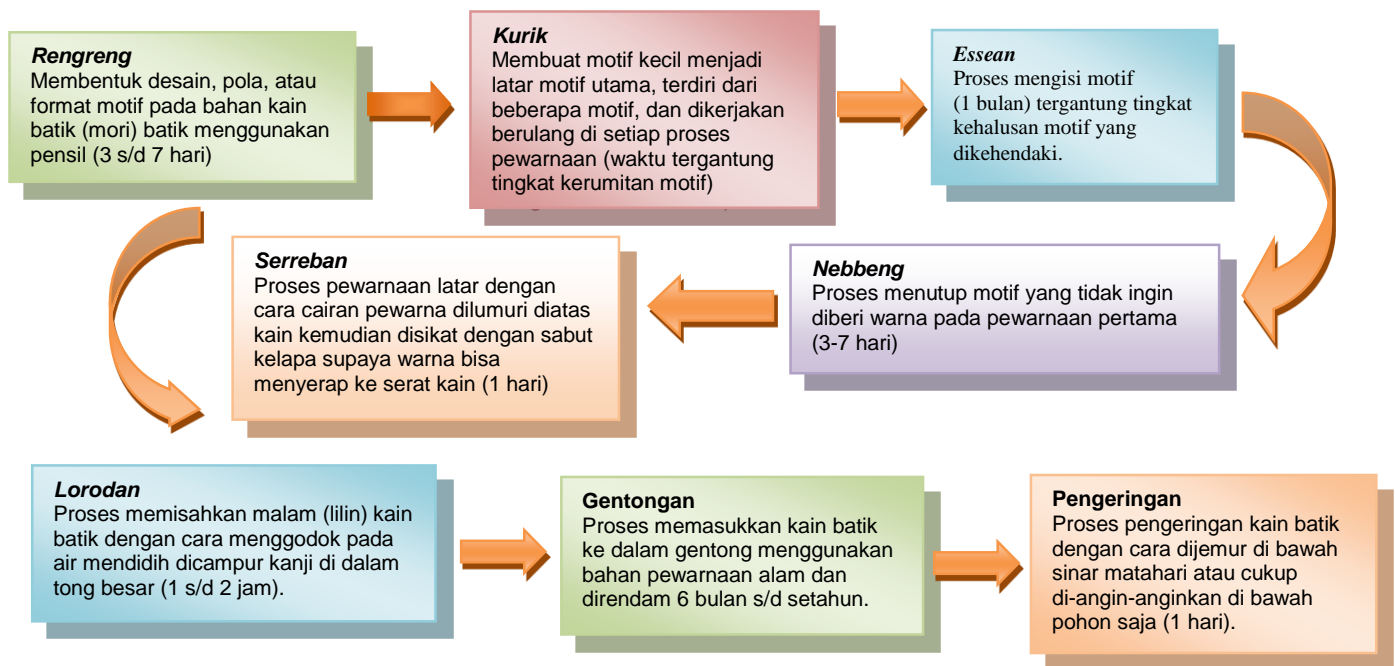 Rengreng
Membentuk desain, pola, atau
format motif pada bahan kain
batik (mori) batik menggunakan
pensil (3 s/d 7 hari)
Kurik
Membuat motif kecil menjadi
latar motif utama, terdiri dari
beberapa motif, dan dikerjakan
berulang di setiap proses
pewarnaan (waktu tergantung
tingkat kerumitan motif)
Essean
Proses mengisi motif
(1 bulan) tergantung tingkat
kehalusan motif yang
dikehendaki.
Nebbeng
Proses menutup motif yang tidak ingin
diberi warna pada pewarnaan pertama
(3-7 hari)
Serreban
Proses pewarnaan latar dengan
cara cairan pewarna dilumuri diatas
kain kemudian disikat dengan sabut
kelapa supaya warna bisa
menyerap ke serat kain (1 hari)
Lorodan
Proses memisahkan malam (lilin) kain
batik dengan cara menggodok pada
air mendidih dicampur kanji di dalam
tong besar (1 s/d 2 jam).
Gentongan
Proses memasukkan kain batik
ke dalam gentong menggunakan
bahan pewarnaan alam dan
direndam 6 bulan s/d setahun.
Pengeringan
Proses pengeringan kain batik
dengan cara dijemur di bawah
sinar matahari atau cukup
di-angin-anginkan di bawah
pohon saja (1 hari).